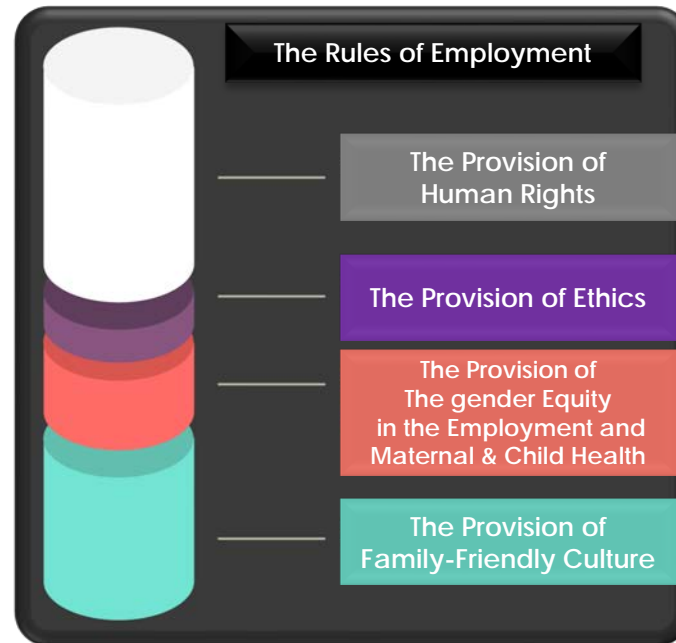 The Rules of Employment
The Provision of
Human Rights
The Provision of Ethics
The Provision of
The gender Equity
in the Employment and
Maternal & Child Health
The Provision of
Family-Friendly Culture